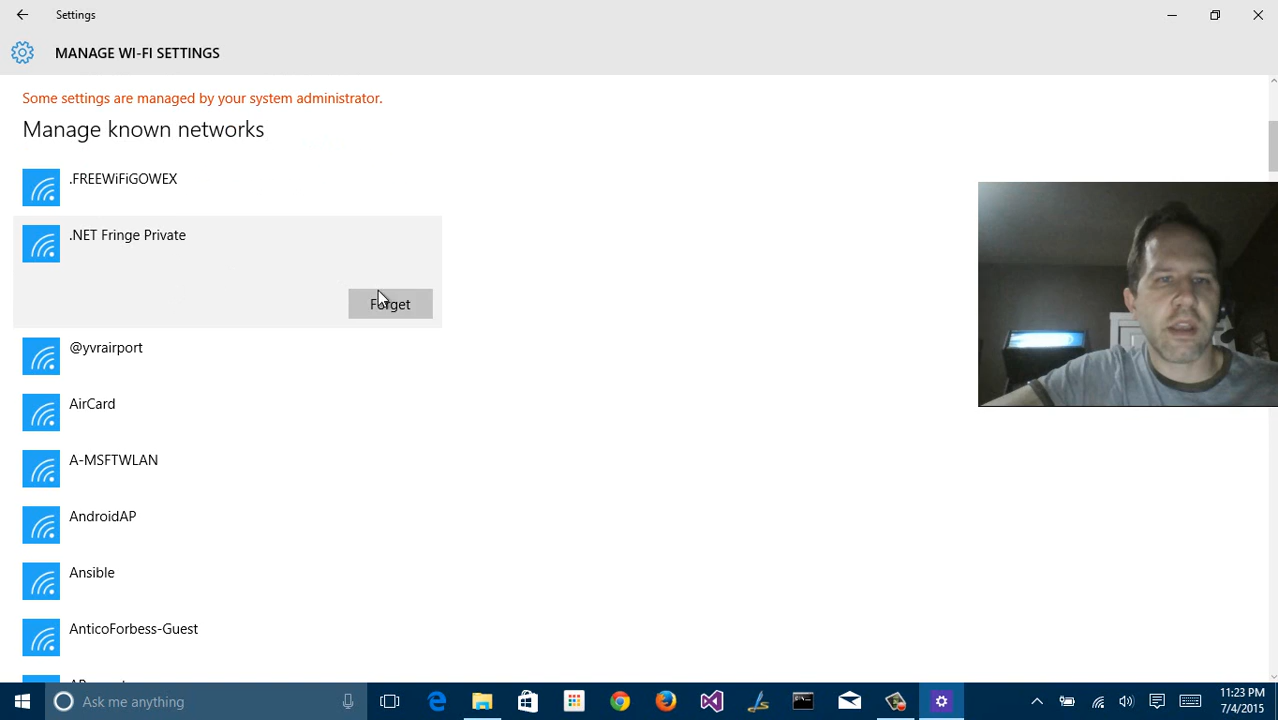 Settings
MANAGE WI-FI SETTINGS
Some settings are managed by your system administrator.
Manage known networks
.FREEWiFiGOWEX
.NET Fringe Private
Forget
@yvrairport
AirCard
A-MSFTWLAN
AndroidAP
Ansible
AnticoForbess-Guest
Ask me anything
11:23 PM
7/4/2015